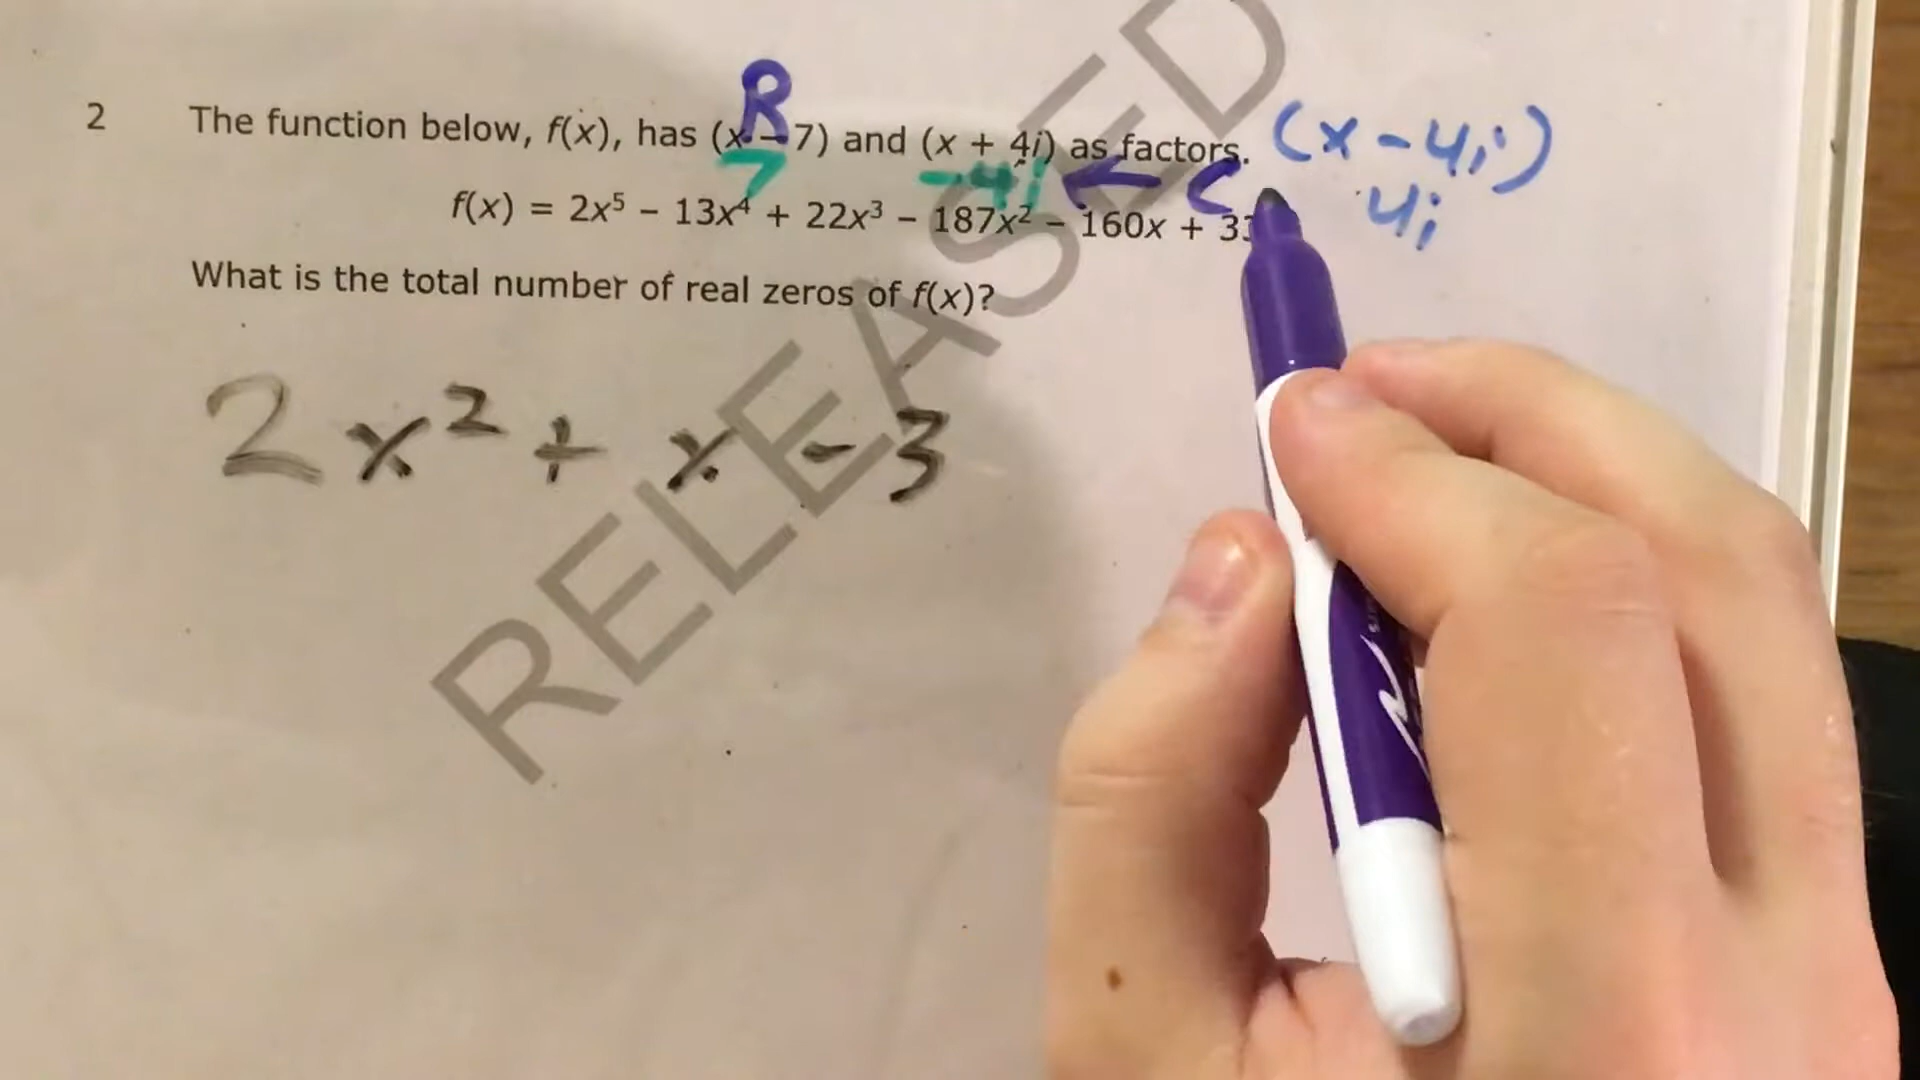 R
2 The function below, f(x), has (x – 7) and (x + 4i) as factors. (x - 4i)
7 -4i ← C 4i
f(x) = 2x⁵ – 13x⁴ + 22x³ – 187x² – 160x + 33
What is the total number of real zeros of f(x)?
2x² + x - 3
RELEASED